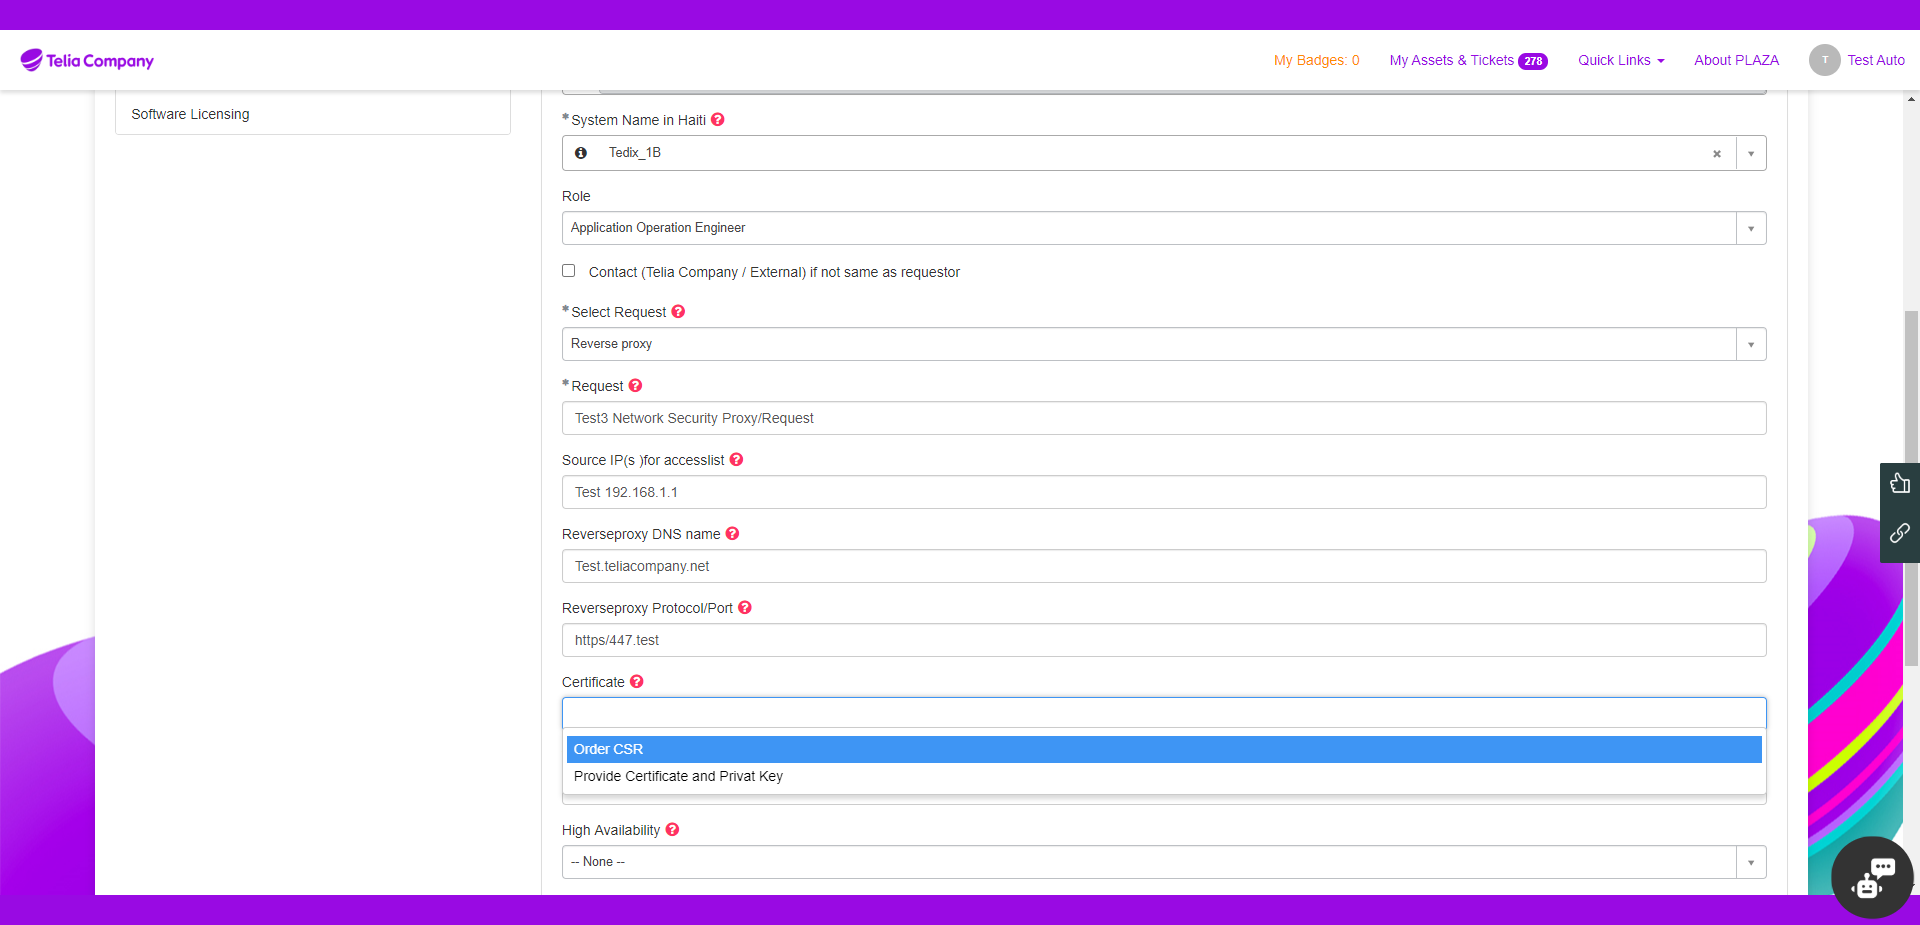 Telia Company
My Badges: 0
My Assets & Tickets 278
Quick Links
About PLAZA
T
Test Auto
Software Licensing
* System Name in Haiti ?
Tedix_1B
Role
Application Operation Engineer
Contact (Telia Company / External) if not same as requestor
* Select Request ?
Reverse proxy
* Request ?
Test3 Network Security Proxy/Request
Source IP(s )for accesslist ?
Test 192.168.1.1
Reverseproxy DNS name ?
Test.teliacompany.net
Reverseproxy Protocol/Port ?
https/447.test
Certificate ?
Order CSR
Provide Certificate and Privat Key
High Availability ?
-- None --